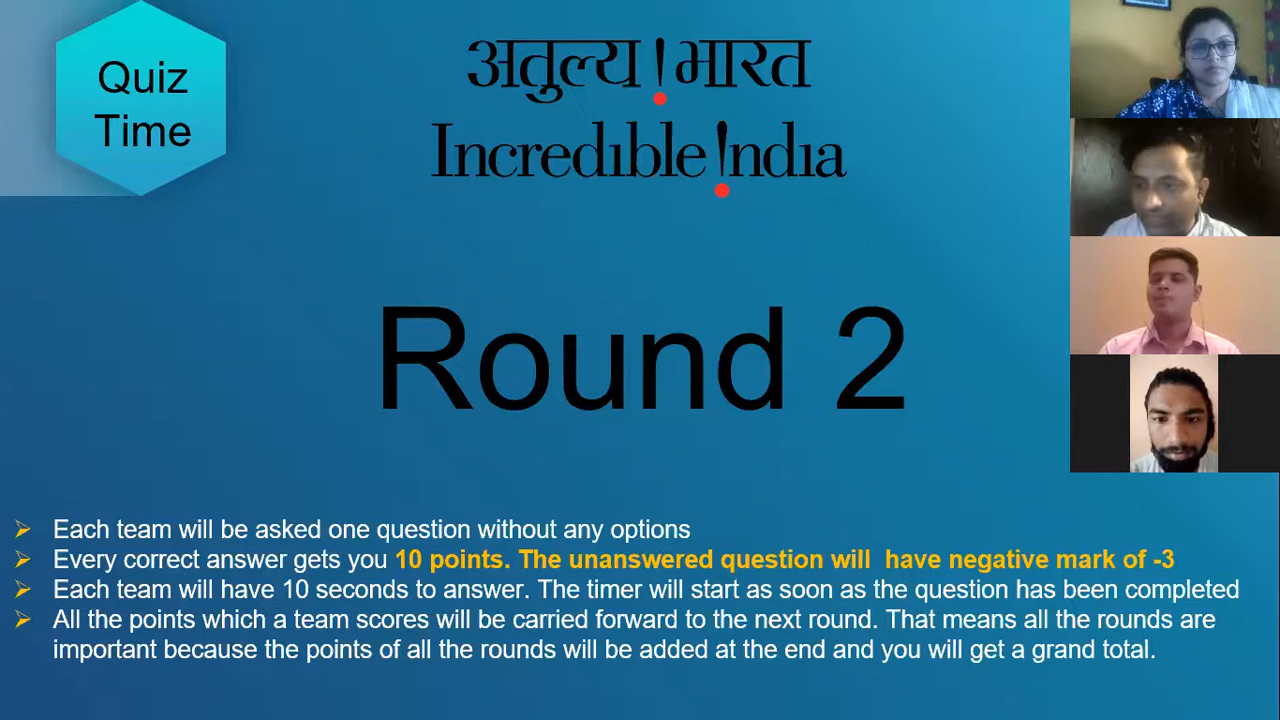 Quiz
Time
अतुल्य ! भारत
Incredıble !ndıa
Round 2
Each team will be asked one question without any options
Every correct answer gets you 10 points. The unanswered question will have negative mark of -3
Each team will have 10 seconds to answer. The timer will start as soon as the question has been completed
All the points which a team scores will be carried forward to the next round. That means all the rounds are
important because the points of all the rounds will be added at the end and you will get a grand total.